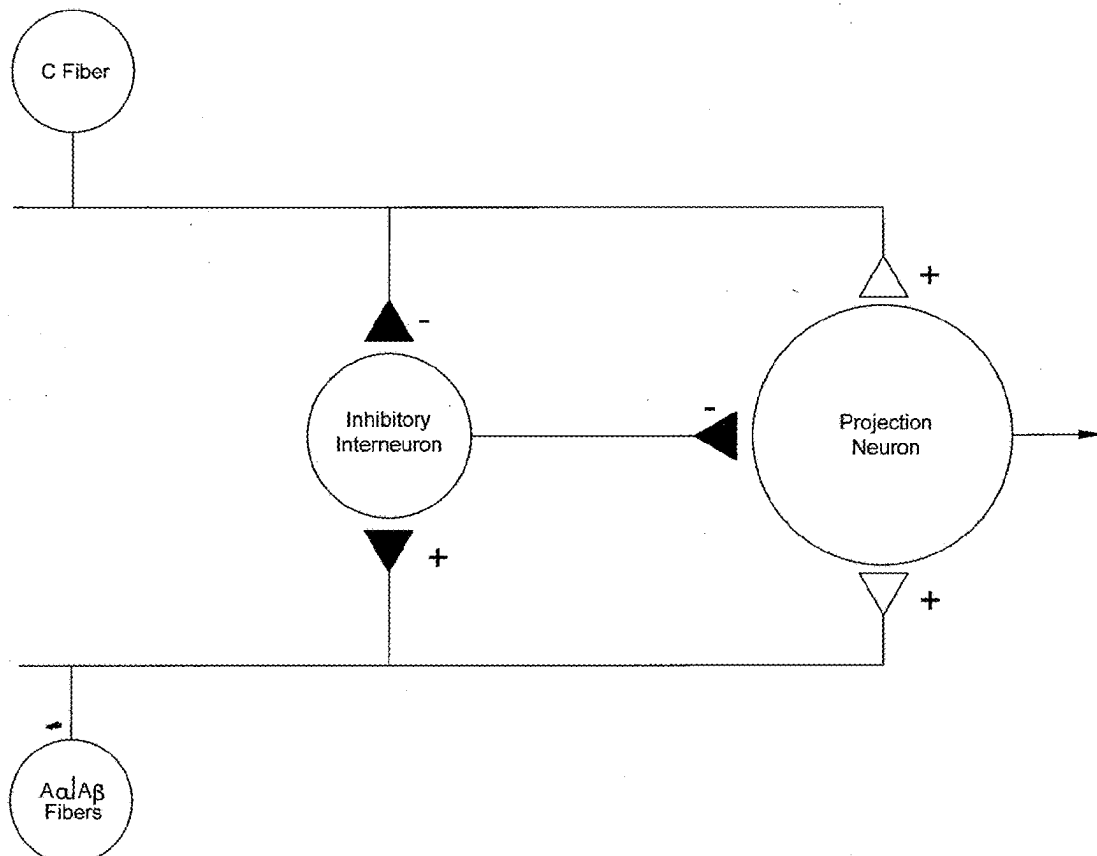 C Fiber
+
-
Inhibitory
Interneuron
-
Projection
Neuron
+
+
Aα/Aβ
Fibers